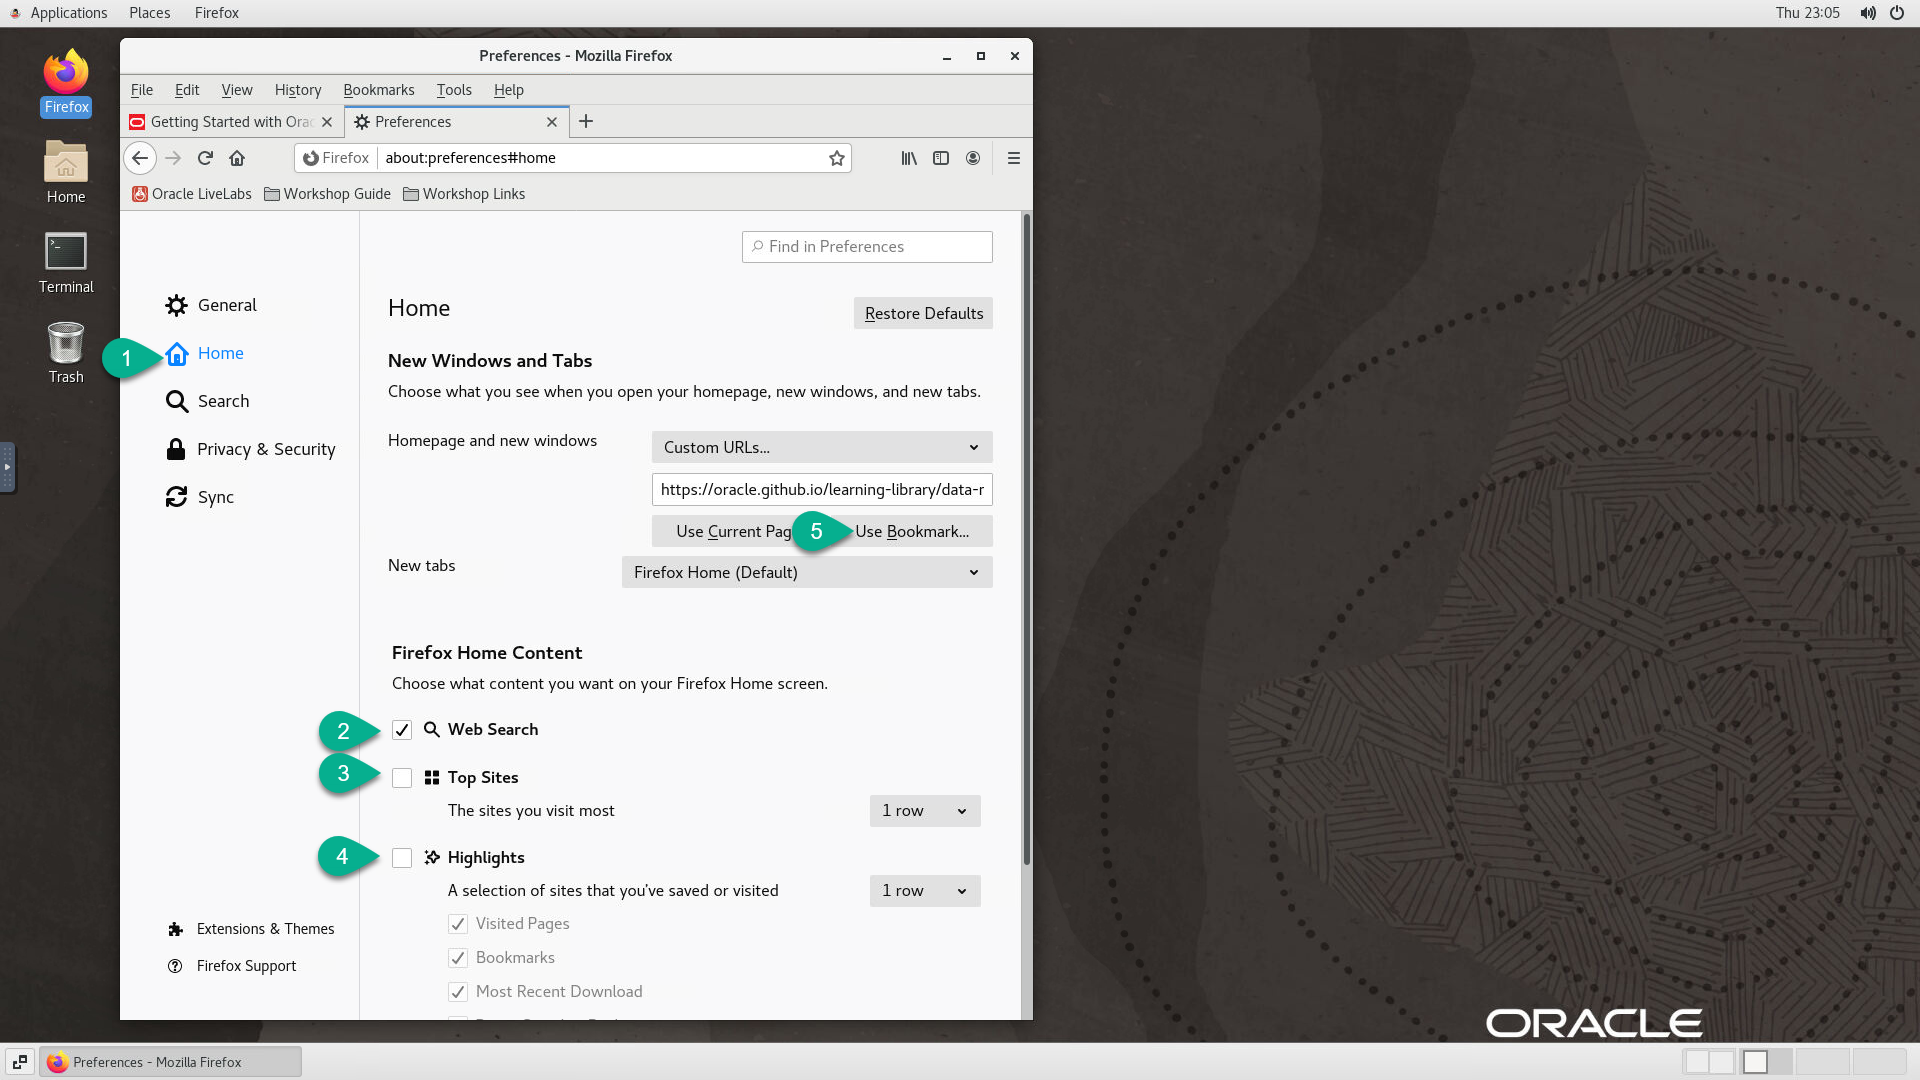 Applications Places Firefox Thu 23:05
Preferences - Mozilla Firefox
File Edit View History Bookmarks Tools Help
Getting Started with Orac Preferences
Firefox about:preferences#home
Oracle LiveLabs Workshop Guide Workshop Links
Firefox
Home
Terminal
Trash
Find in Preferences
General
1 Home
Search
Privacy & Security
Sync
Extensions & Themes
Firefox Support
Home Restore Defaults
New Windows and Tabs
Choose what you see when you open your homepage, new windows, and new tabs.
Homepage and new windows Custom URLs...
https://oracle.github.io/learning-library/data-r
Use Current Pag 5 Use Bookmark...
New tabs Firefox Home (Default)
Firefox Home Content
Choose what content you want on your Firefox Home screen.
2 Web Search
3 Top Sites
The sites you visit most 1 row
4 Highlights
A selection of sites that you've saved or visited 1 row
Visited Pages
Bookmarks
Most Recent Download
ORACLE
Preferences - Mozilla Firefox